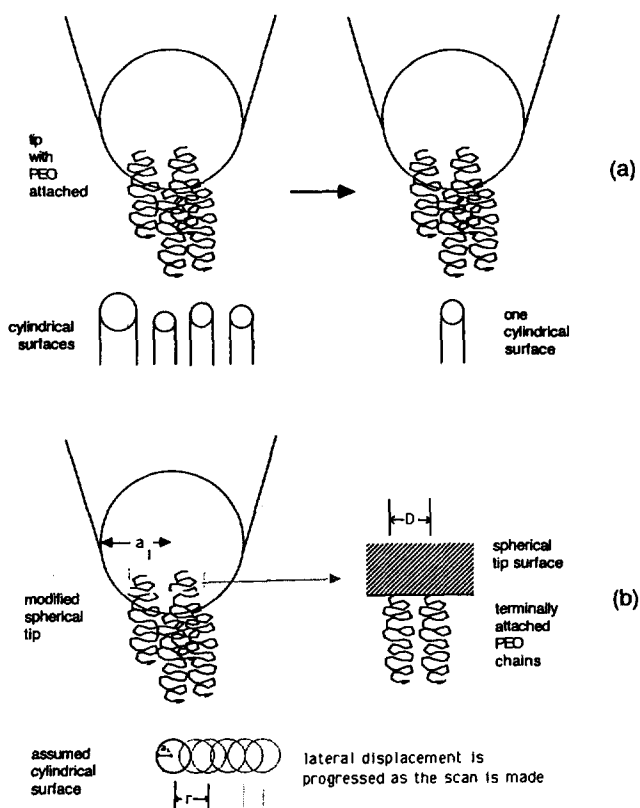 tip
with
PEO
attached
(a)
cylindrical
surfaces
one
cylindrical
surface
a1
D
spherical
tip surface
modified
spherical
tip
terminally
attached
PEO
chains
(b)
assumed
cylindrical
surface
r
lateral displacement is
progressed as the scan is made